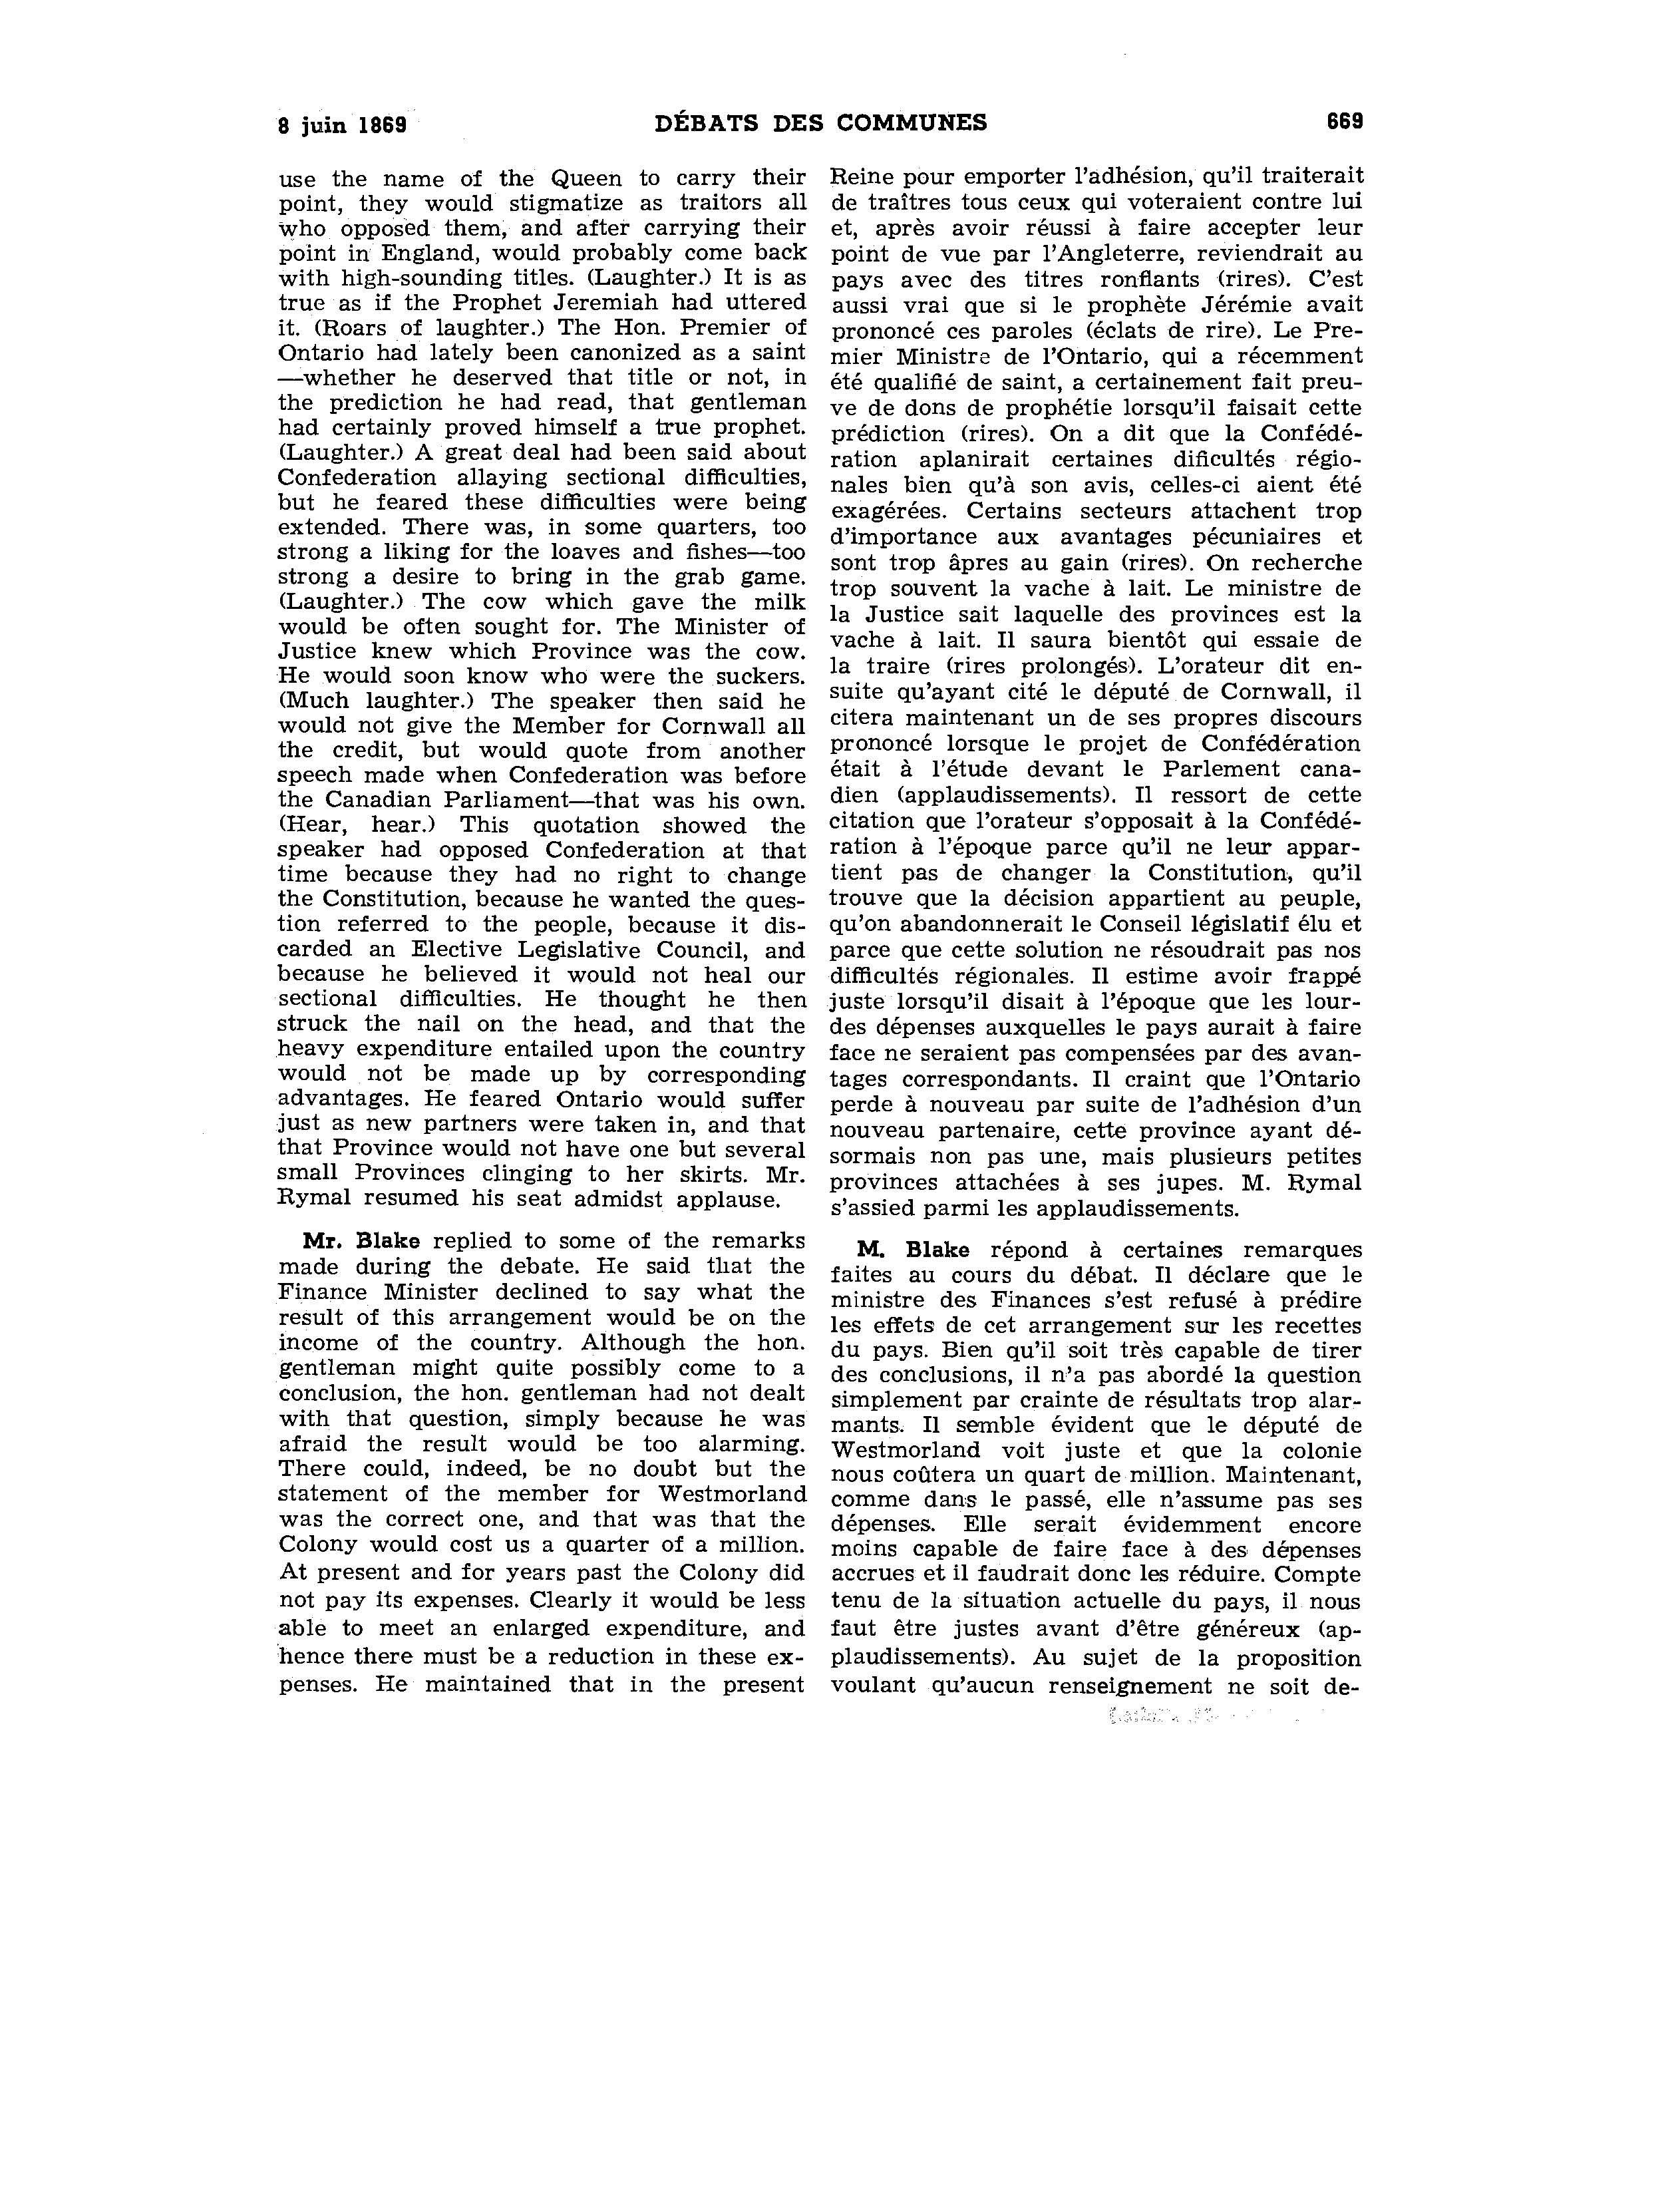 8 juin 1869
DÉBATS DES COMMUNES
669
use the name of the Queen to carry their
point, they would stigmatize as traitors all
who opposed them, and after carrying their
point in England, would probably come back
with high-sounding titles. (Laughter.) It is as
true as if the Prophet Jeremiah had uttered
it. (Roars of laughter.) The Hon. Premier of
Ontario had lately been canonized as a saint
—whether he deserved that title or not, in
the prediction he had read, that gentleman
had certainly proved himself a true prophet.
(Laughter.) A great deal had been said about
Confederation allaying sectional difficulties,
but he feared these difficulties were being
extended. There was, in some quarters, too
strong a liking for the loaves and fishes—too
strong a desire to bring in the grab game.
(Laughter.) The cow which gave the milk
would be often sought for. The Minister of
Justice knew which Province was the cow.
He would soon know who were the suckers.
(Much laughter.) The speaker then said he
would not give the Member for Cornwall all
the credit, but would quote from another
speech made when Confederation was before
the Canadian Parliament—that was his own.
(Hear, hear.) This quotation showed the
speaker had opposed Confederation at that
time because they had no right to change
the Constitution, because he wanted the ques-
tion referred to the people, because it dis-
carded an Elective Legislative Council, and
because he believed it would not heal our
sectional difficulties. He thought he then
struck the nail on the head, and that the
heavy expenditure entailed upon the country
would not be made up by corresponding
advantages. He feared Ontario would suffer
just as new partners were taken in, and that
that Province would not have one but several
small Provinces clinging to her skirts. Mr.
Rymal resumed his seat admidst applause.
Mr. Blake replied to some of the remarks
made during the debate. He said that the
Finance Minister declined to say what the
result of this arrangement would be on the
income of the country. Although the hon.
gentleman might quite possibly come to a
conclusion, the hon. gentleman had not dealt
with that question, simply because he was
afraid the result would be too alarming.
There could, indeed, be no doubt but the
statement of the member for Westmorland
was the correct one, and that was that the
Colony would cost us a quarter of a million.
At present and for years past the Colony did
not pay its expenses. Clearly it would be less
able to meet an enlarged expenditure, and
hence there must be a reduction in these ex-
penses. He maintained that in the present
Reine pour emporter l'adhésion, qu'il traiterait
de traîtres tous ceux qui voteraient contre lui
et, après avoir réussi à faire accepter leur
point de vue par l'Angleterre, reviendrait au
pays avec des titres ronflants (rires). C'est
aussi vrai que si le prophète Jérémie avait
prononcé ces paroles (éclats de rire). Le Pre-
mier Ministre de l'Ontario, qui a récemment
été qualifié de saint, a certainement fait preu-
ve de dons de prophétie lorsqu'il faisait cette
prédiction (rires). On a dit que la Confédé-
ration aplanirait certaines dificultés régio-
nales bien qu'à son avis, celles-ci aient été
exagérées. Certains secteurs attachent trop
d'importance aux avantages pécuniaires et
sont trop âpres au gain (rires). On recherche
trop souvent la vache à lait. Le ministre de
la Justice sait laquelle des provinces est la
vache à lait. Il saura bientôt qui essaie de
la traire (rires prolongés). L'orateur dit en-
suite qu'ayant cité le député de Cornwall, il
citera maintenant un de ses propres discours
prononcé lorsque le projet de Confédération
était à l'étude devant le Parlement cana-
dien (applaudissements). Il ressort de cette
citation que l'orateur s'opposait à la Confédé-
ration à l'époque parce qu'il ne leur appar-
tient pas de changer la Constitution, qu'il
trouve que la décision appartient au peuple,
qu'on abandonnerait le Conseil législatif élu et
parce que cette solution ne résoudrait pas nos
difficultés régionales. Il estime avoir frappé
juste lorsqu'il disait à l'époque que les lour-
des dépenses auxquelles le pays aurait à faire
face ne seraient pas compensées par des avan-
tages correspondants. Il craint que l'Ontario
perde à nouveau par suite de l'adhésion d'un
nouveau partenaire, cette province ayant dé-
sormais non pas une, mais plusieurs petites
provinces attachées à ses jupes. M. Rymal
s'assied parmi les applaudissements.
M. Blake répond à certaines remarques
faites au cours du débat. Il déclare que le
ministre des Finances s'est refusé à prédire
les effets de cet arrangement sur les recettes
du pays. Bien qu'il soit très capable de tirer
des conclusions, il n'a pas abordé la question
simplement par crainte de résultats trop alar-
mants. Il semble évident que le député de
Westmorland voit juste et que la colonie
nous coûtera un quart de million. Maintenant,
comme dans le passé, elle n'assume pas ses
dépenses. Elle serait évidemment encore
moins capable de faire face à des dépenses
accrues et il faudrait donc les réduire. Compte
tenu de la situation actuelle du pays, il nous
faut être justes avant d'être généreux (ap-
plaudissements). Au sujet de la proposition
voulant qu'aucun renseignement ne soit de-